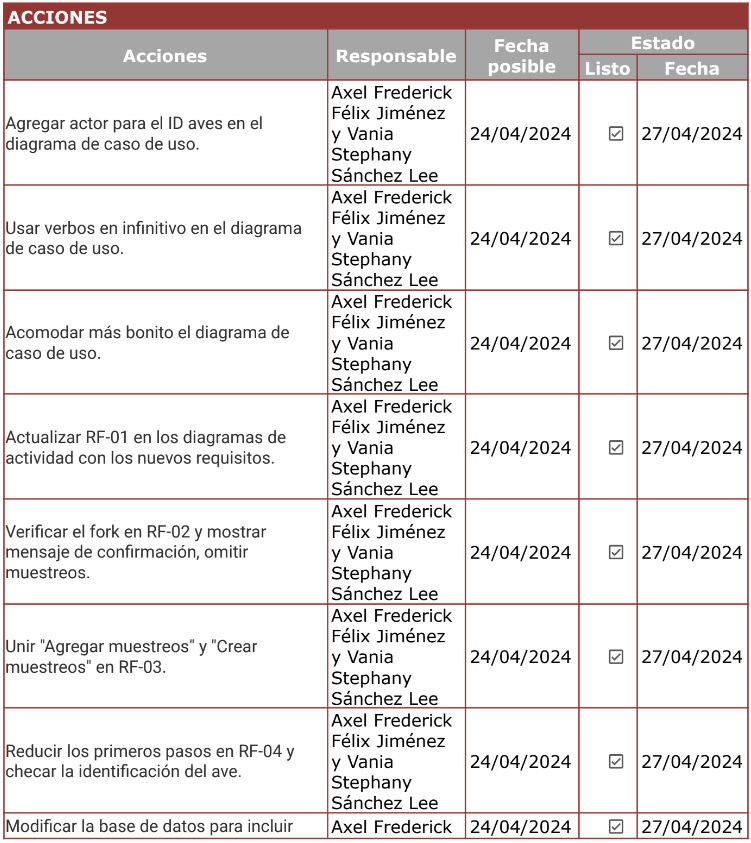 ACCIONES
Acciones
Responsable
Fecha
posible
Estado
Listo
Fecha
Agregar actor para el ID aves en el
diagrama de caso de uso.
Axel Frederick
Félix Jiménez
y Vania
Stephany
Sánchez Lee
24/04/2024
27/04/2024
Usar verbos en infinitivo en el diagrama
de caso de uso.
Axel Frederick
Félix Jiménez
y Vania
Stephany
Sánchez Lee
24/04/2024
27/04/2024
Acomodar más bonito el diagrama de
caso de uso.
Axel Frederick
Félix Jiménez
y Vania
Stephany
Sánchez Lee
24/04/2024
27/04/2024
Actualizar RF-01 en los diagramas de
actividad con los nuevos requisitos.
Axel Frederick
Félix Jiménez
y Vania
Stephany
Sánchez Lee
24/04/2024
27/04/2024
Verificar el fork en RF-02 y mostrar
mensaje de confirmación, omitir
muestreos.
Axel Frederick
Félix Jiménez
y Vania
Stephany
Sánchez Lee
24/04/2024
27/04/2024
Unir "Agregar muestreos" y "Crear
muestreos" en RF-03.
Axel Frederick
Félix Jiménez
y Vania
Stephany
Sánchez Lee
24/04/2024
27/04/2024
Reducir los primeros pasos en RF-04 y
checar la identificación del ave.
Axel Frederick
Félix Jiménez
y Vania
Stephany
Sánchez Lee
24/04/2024
27/04/2024
Modificar la base de datos para incluir
Axel Frederick
24/04/2024
27/04/2024